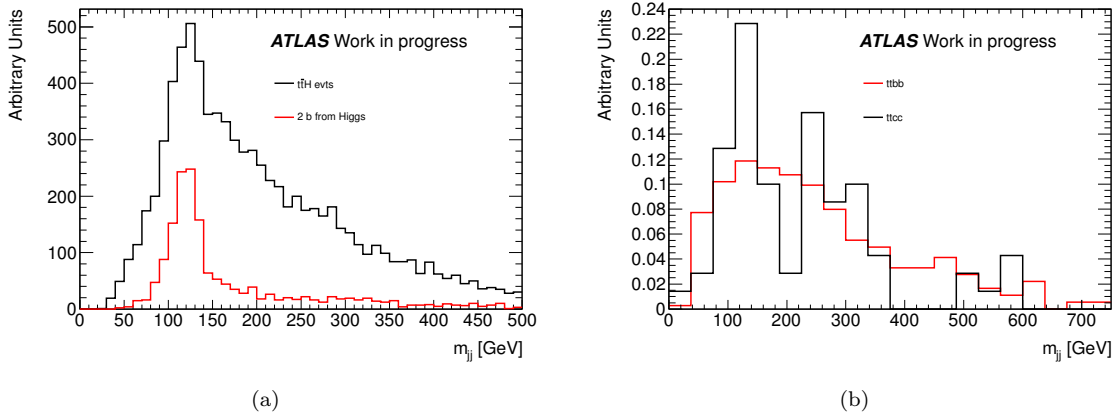 Arbitrary Units
500
400
300
200
100
0
ATLAS Work in progress
tt̄H evts
2 b from Higgs
0 50 100 150 200 250 300 350 400 450 500
m_jj [GeV]
(a)
Arbitrary Units
0.24
0.22
0.2
0.18
0.16
0.14
0.12
0.1
0.08
0.06
0.04
0.02
0
ATLAS Work in progress
ttbb
ttcc
0 100 200 300 400 500 600 700
m_jj [GeV]
(b)